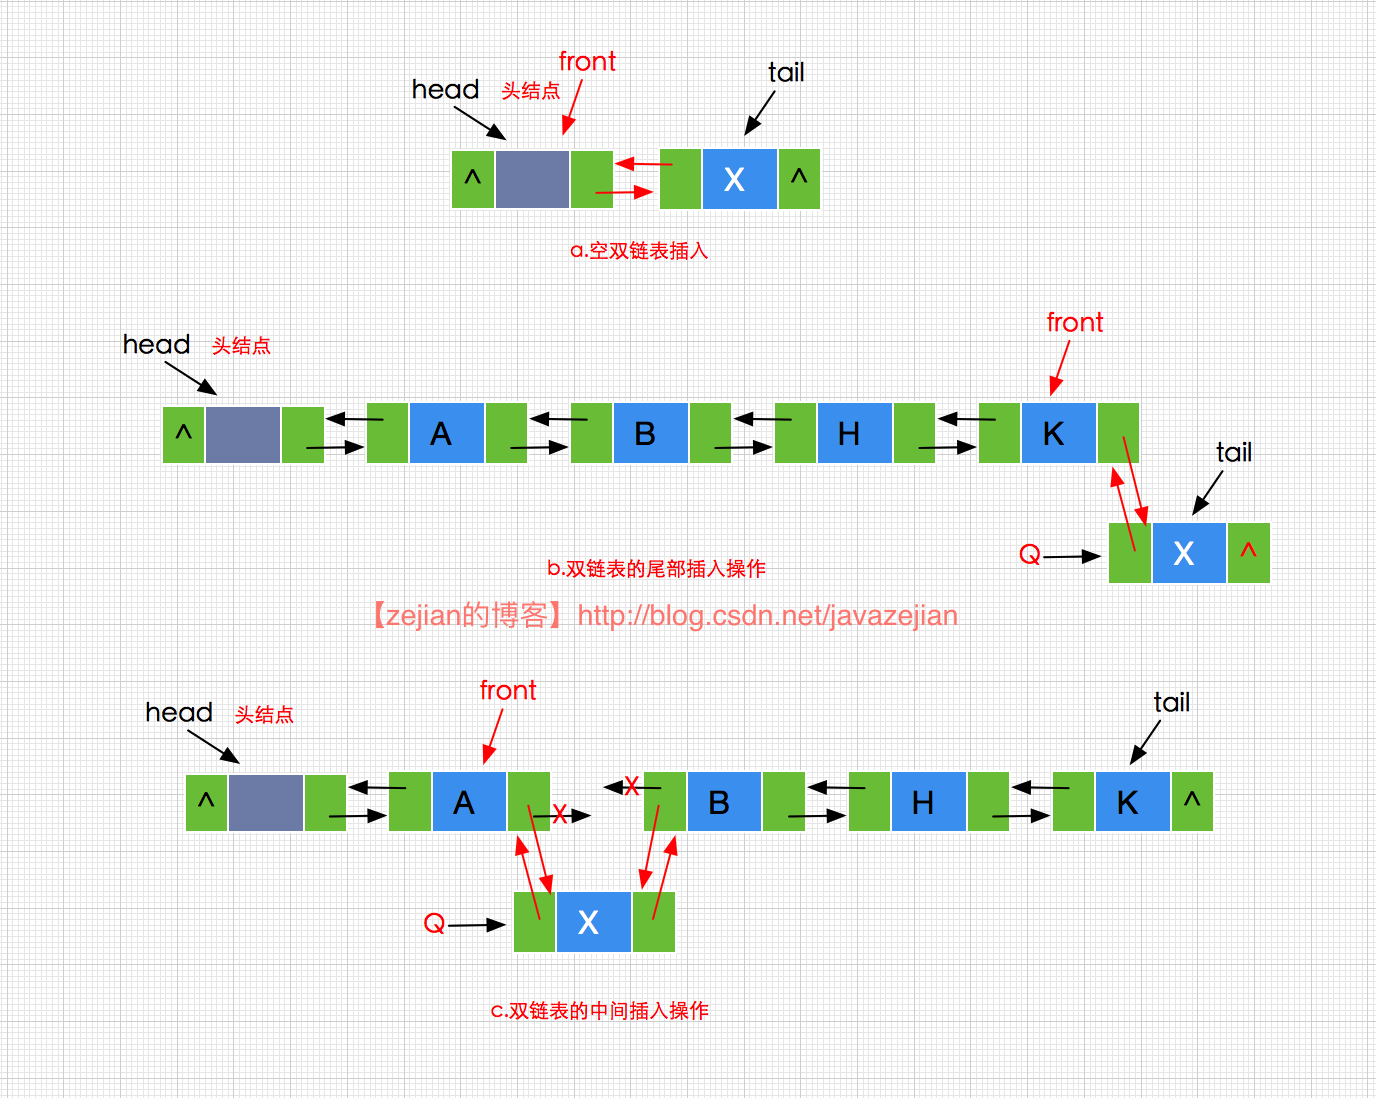 front
head 头结点
tail
^ X ^
a.空双链表插入
front
head 头结点
^ A B H K
tail
Q X ^
b.双链表的尾部插入操作
【zejian的博客】http://blog.csdn.net/javazejian
front
head 头结点
tail
^ A X X B H K ^
Q X
c.双链表的中间插入操作